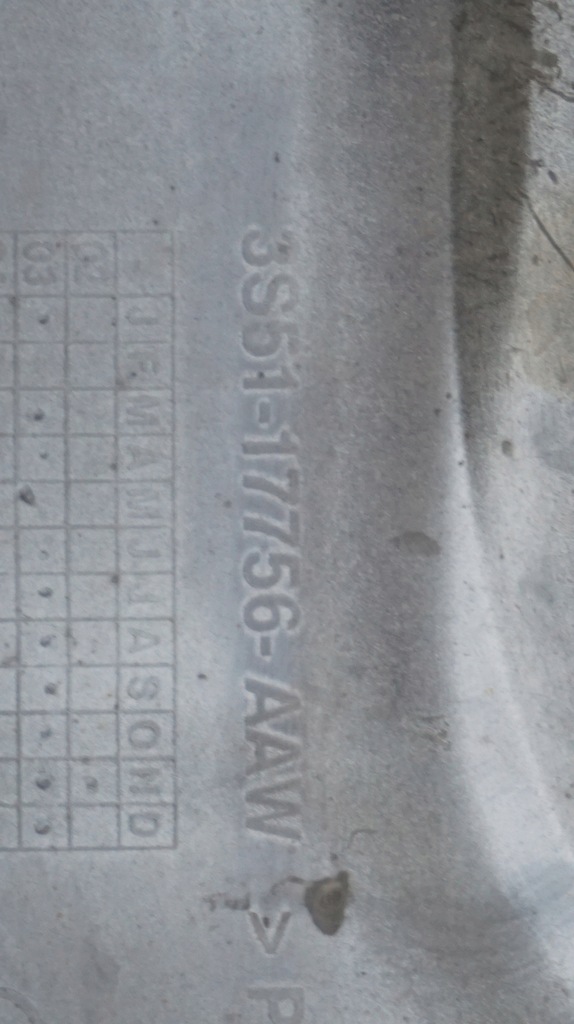 3S51-17756-AAW >P
J F M A M J J A S O N D
02
03